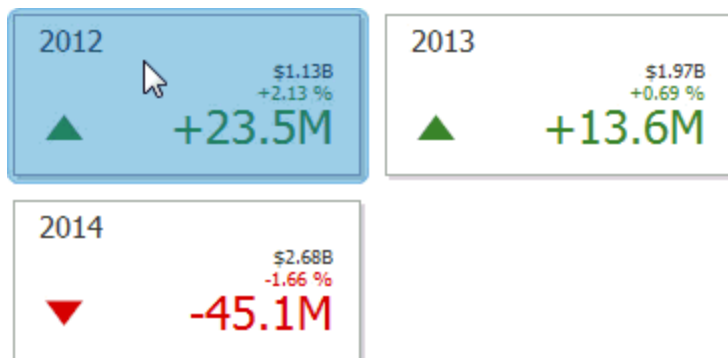 2012
$1.13B
+2.13 %
+23.5M
2013
$1.97B
+0.69 %
+13.6M
2014
$2.68B
-1.66 %
-45.1M